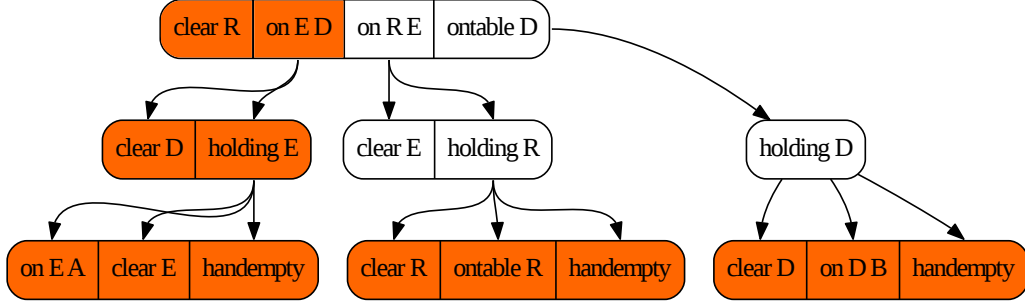 clear R on E D on R E ontable D
clear D holding E clear E holding R holding D
on E A clear E handempty clear R ontable R handempty clear D on D B handempty